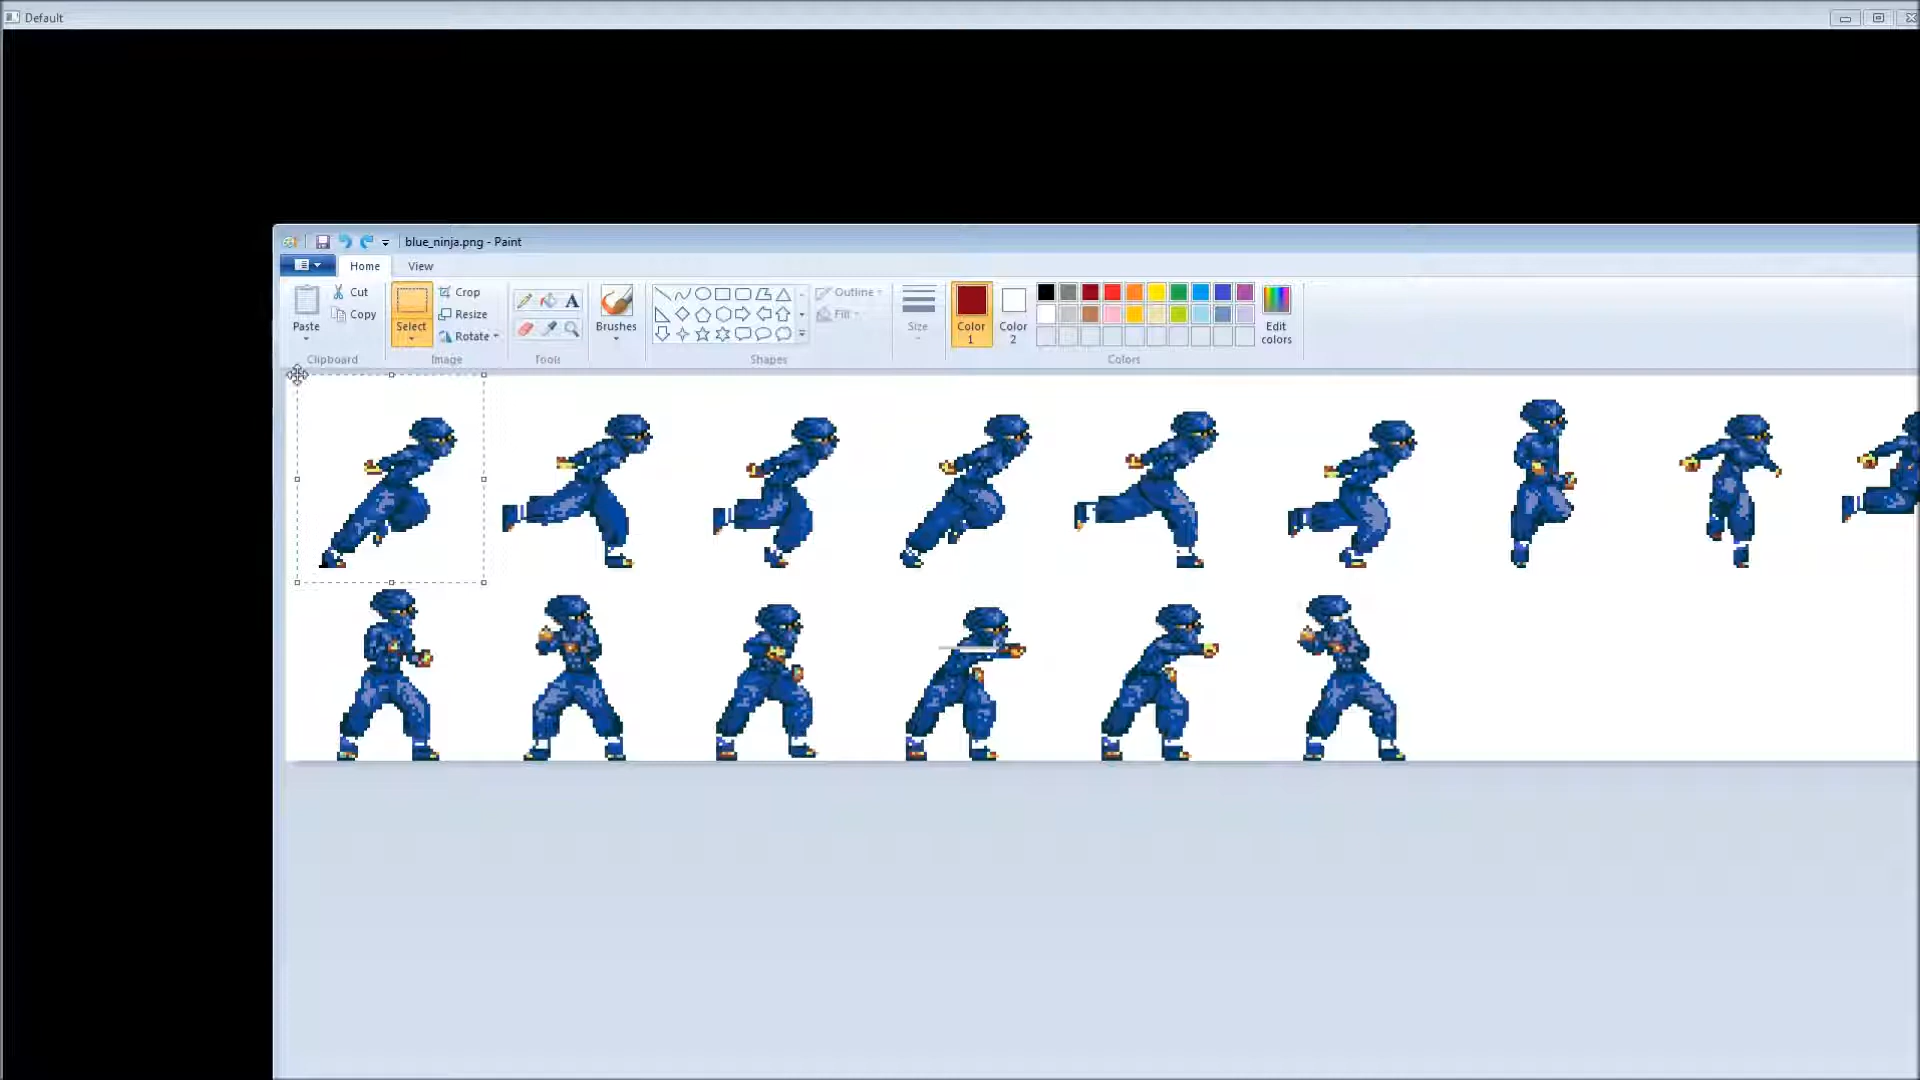 Default
blue_ninja.png - Paint
Home View
Paste
Cut
Copy
Clipboard
Select
Crop
Resize
Rotate
Image
A
Tools
Brushes
Shapes
Outline
Fill
Size
Color 1
Color 2
Edit colors
Colors